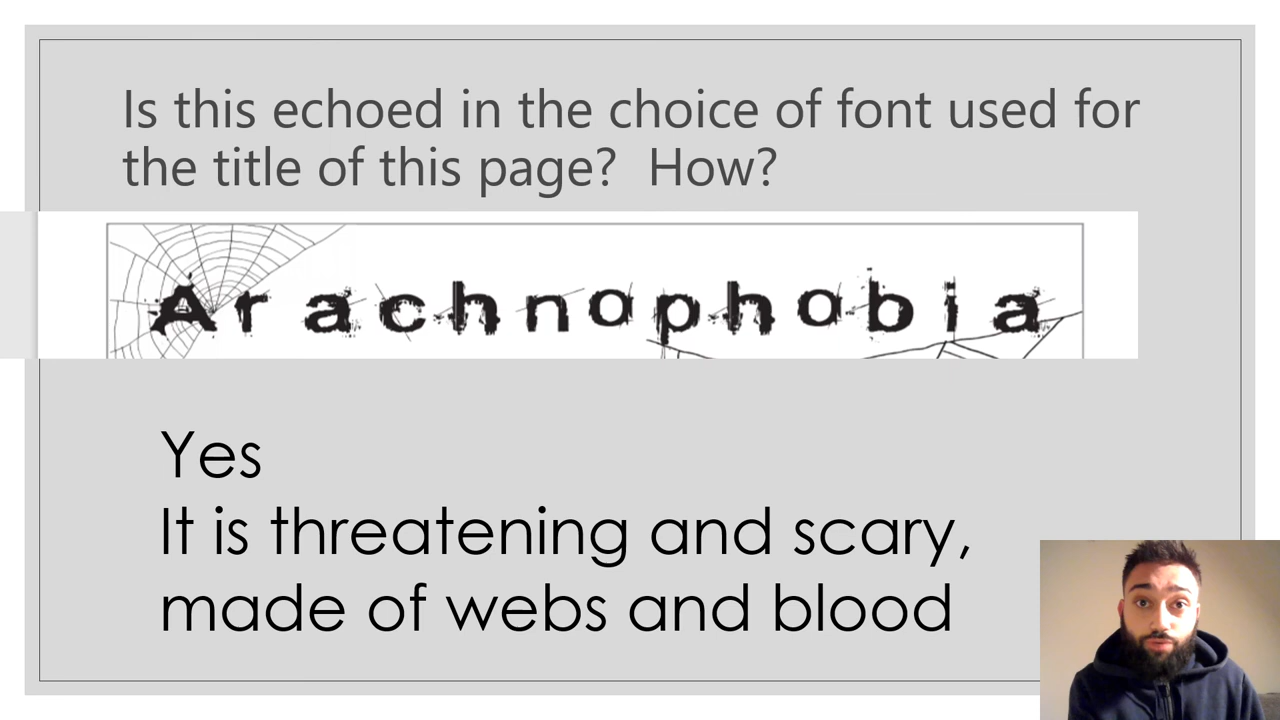 Is this echoed in the choice of font used for
the title of this page?  How?
Arachnophobia
Yes
It is threatening and scary,
made of webs and blood